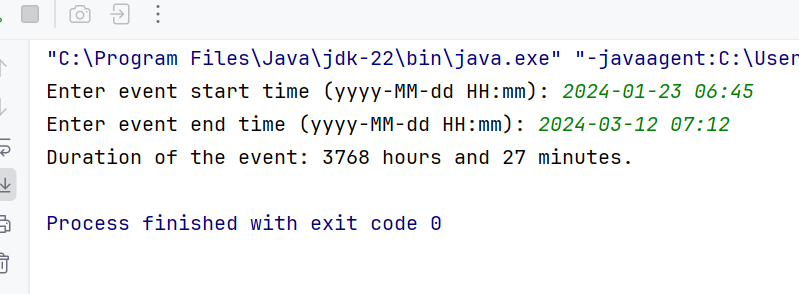 "C:\Program Files\Java\jdk-22\bin\java.exe" "-javaagent:C:\User
Enter event start time (yyyy-MM-dd HH:mm): 2024-01-23 06:45
Enter event end time (yyyy-MM-dd HH:mm): 2024-03-12 07:12
Duration of the event: 3768 hours and 27 minutes.
Process finished with exit code 0